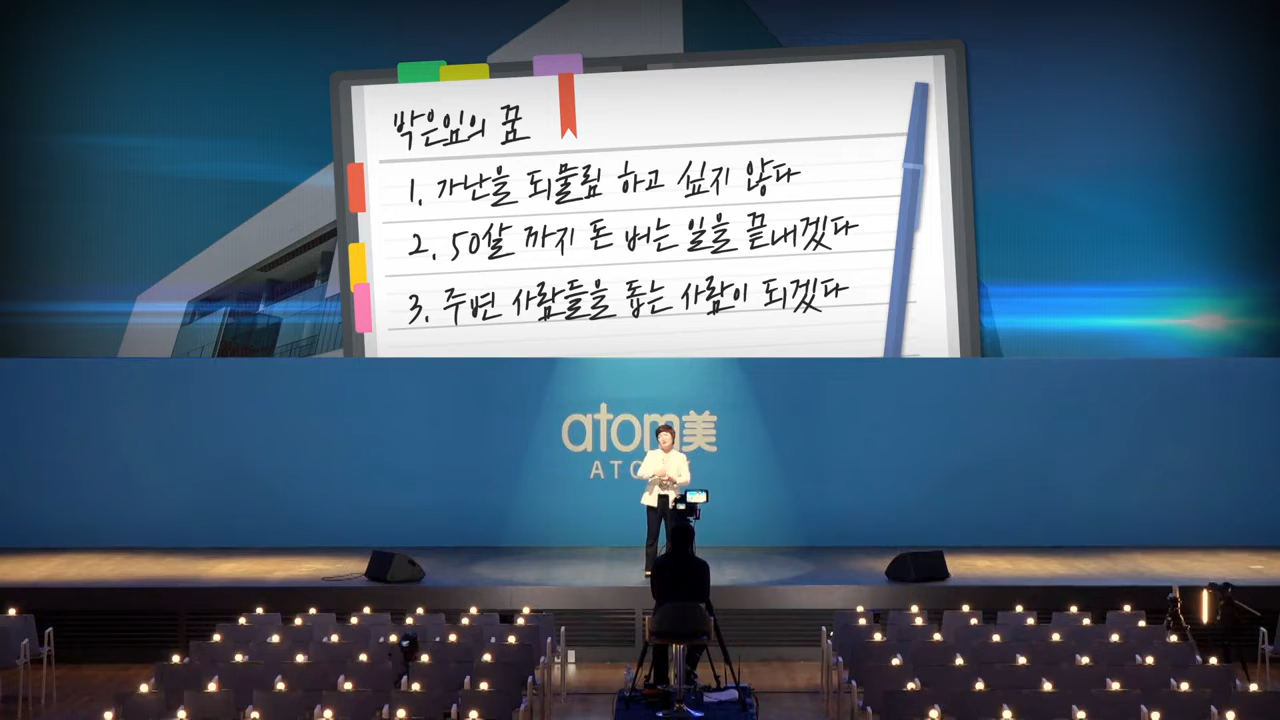 박은임의 꿈
1. 가난을 되물림 하고 싶지 않다
2. 50살 까지 돈 버는 일을 끝내겠다
3. 주변 사람들을 돕는 사람이 되겠다
atom美